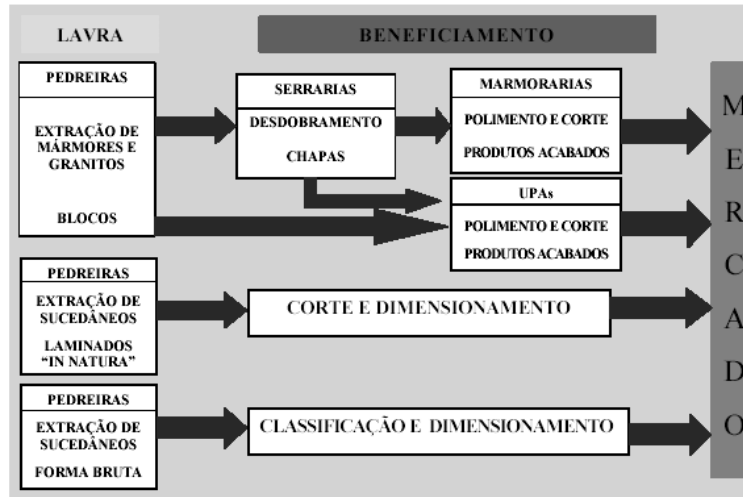 LAVRA
BENEFICIAMENTO
PEDREIRAS
EXTRAÇÃO DE
MÁRMORES E
GRANITOS
BLOCOS
SERRARIAS
DESDOBRAMENTO
CHAPAS
MARMORARIAS
POLIMENTO E CORTE
PRODUTOS ACABADOS
UPAs
POLIMENTO E CORTE
PRODUTOS ACABADOS
PEDREIRAS
EXTRAÇÃO DE
SUCEDÂNEOS
LAMINADOS
“IN NATURA”
CORTE E DIMENSIONAMENTO
PEDREIRAS
EXTRAÇÃO DE
SUCEDÂNEOS
FORMA BRUTA
CLASSIFICAÇÃO E DIMENSIONAMENTO
M
E
R
C
A
D
O